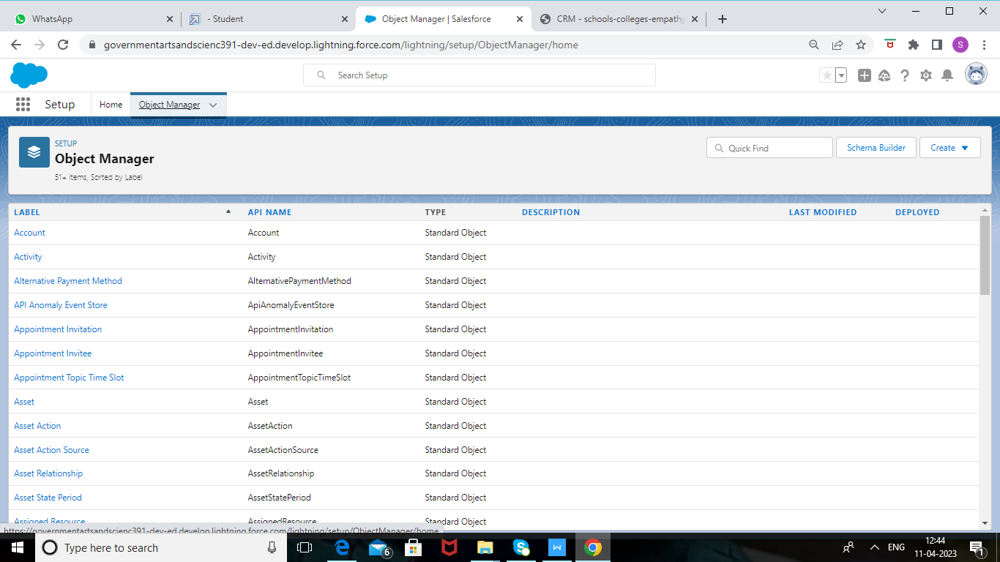 WhatsApp
- Student
Object Manager | Salesforce
CRM - schools-colleges-empathy
governmentartsandscienc391-dev-ed.develop.lightning.force.com/lightning/setup/ObjectManager/home
S
Search Setup
Setup
Home
Object Manager
SETUP
Object Manager
51+ Items, Sorted by Label
Quick Find
Schema Builder
Create
LABEL API NAME TYPE DESCRIPTION LAST MODIFIED DEPLOYED
Account Account Standard Object
Activity Activity Standard Object
Alternative Payment Method AlternativePaymentMethod Standard Object
API Anomaly Event Store ApiAnomalyEventStore Standard Object
Appointment Invitation AppointmentInvitation Standard Object
Appointment Invitee AppointmentInvitee Standard Object
Appointment Topic Time Slot AppointmentTopicTimeSlot Standard Object
Asset Asset Standard Object
Asset Action AssetAction Standard Object
Asset Action Source AssetActionSource Standard Object
Asset Relationship AssetRelationship Standard Object
Asset State Period AssetStatePeriod Standard Object
Assigned Resource AssignedResource Standard Object
https://governmentartsandscienc391-dev-ed.develop.lightning.force.com/lightning/setup/ObjectManager/home
Type here to search
6
W
ENG
12:44
11-04-2023
1